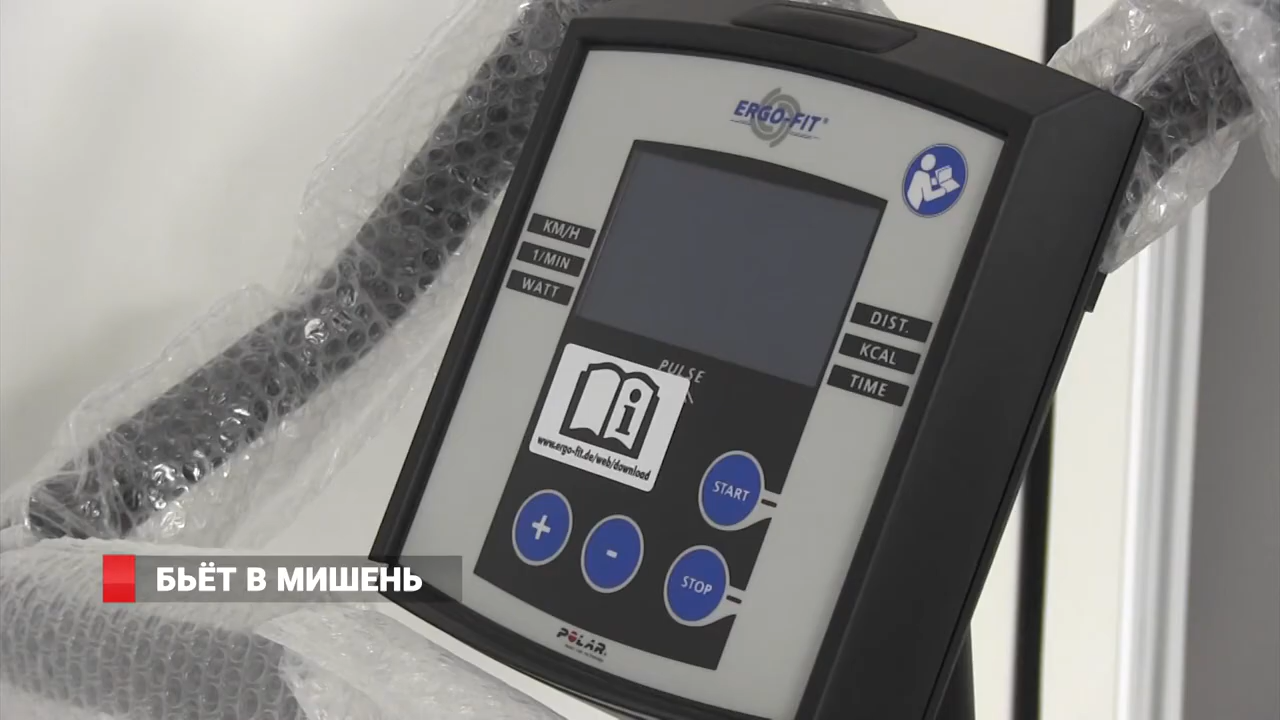 ERGO-FIT®
KM/H
1/MIN
WATT
DIST.
KCAL
TIME
PULSE
i
www.ergo-fit.de/web/download
START
+
-
STOP
POLAR
БЬЁТ В МИШЕНЬ